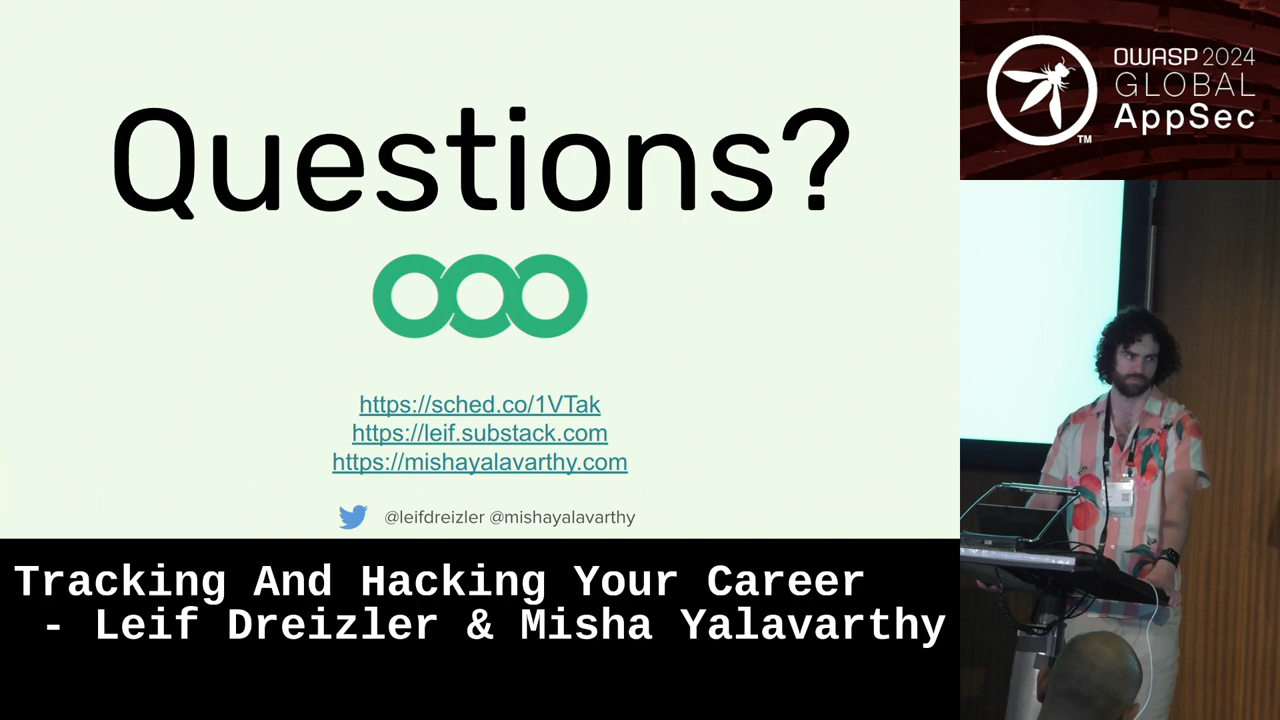 Questions?
https://sched.co/1VTak
https://leif.substack.com
https://mishayalavarthy.com
@leifdreizler @mishayalavarthy
Tracking And Hacking Your Career
- Leif Dreizler & Misha Yalavarthy
OWASP 2024
GLOBAL
AppSec
TM